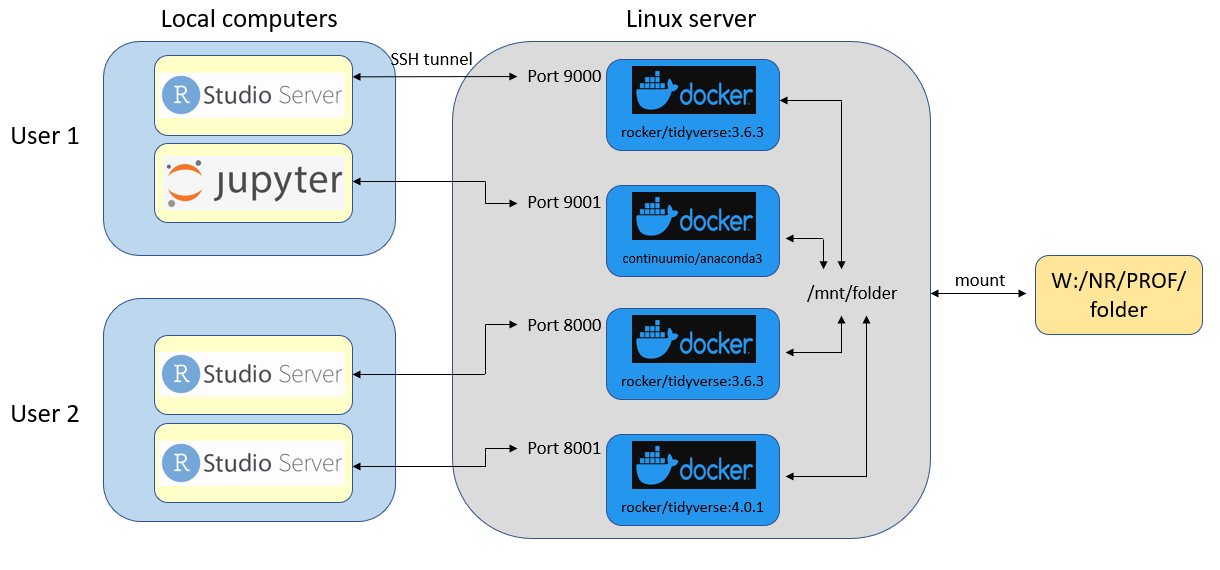 Local computers
Linux server
User 1
R Studio Server
SSH tunnel
Port 9000
docker
rocker/tidyverse:3.6.3
jupyter
Port 9001
docker
continuumio/anaconda3
/mnt/folder
mount
W:/NR/PROF/
folder
User 2
R Studio Server
Port 8000
docker
rocker/tidyverse:3.6.3
R Studio Server
Port 8001
docker
rocker/tidyverse:4.0.1